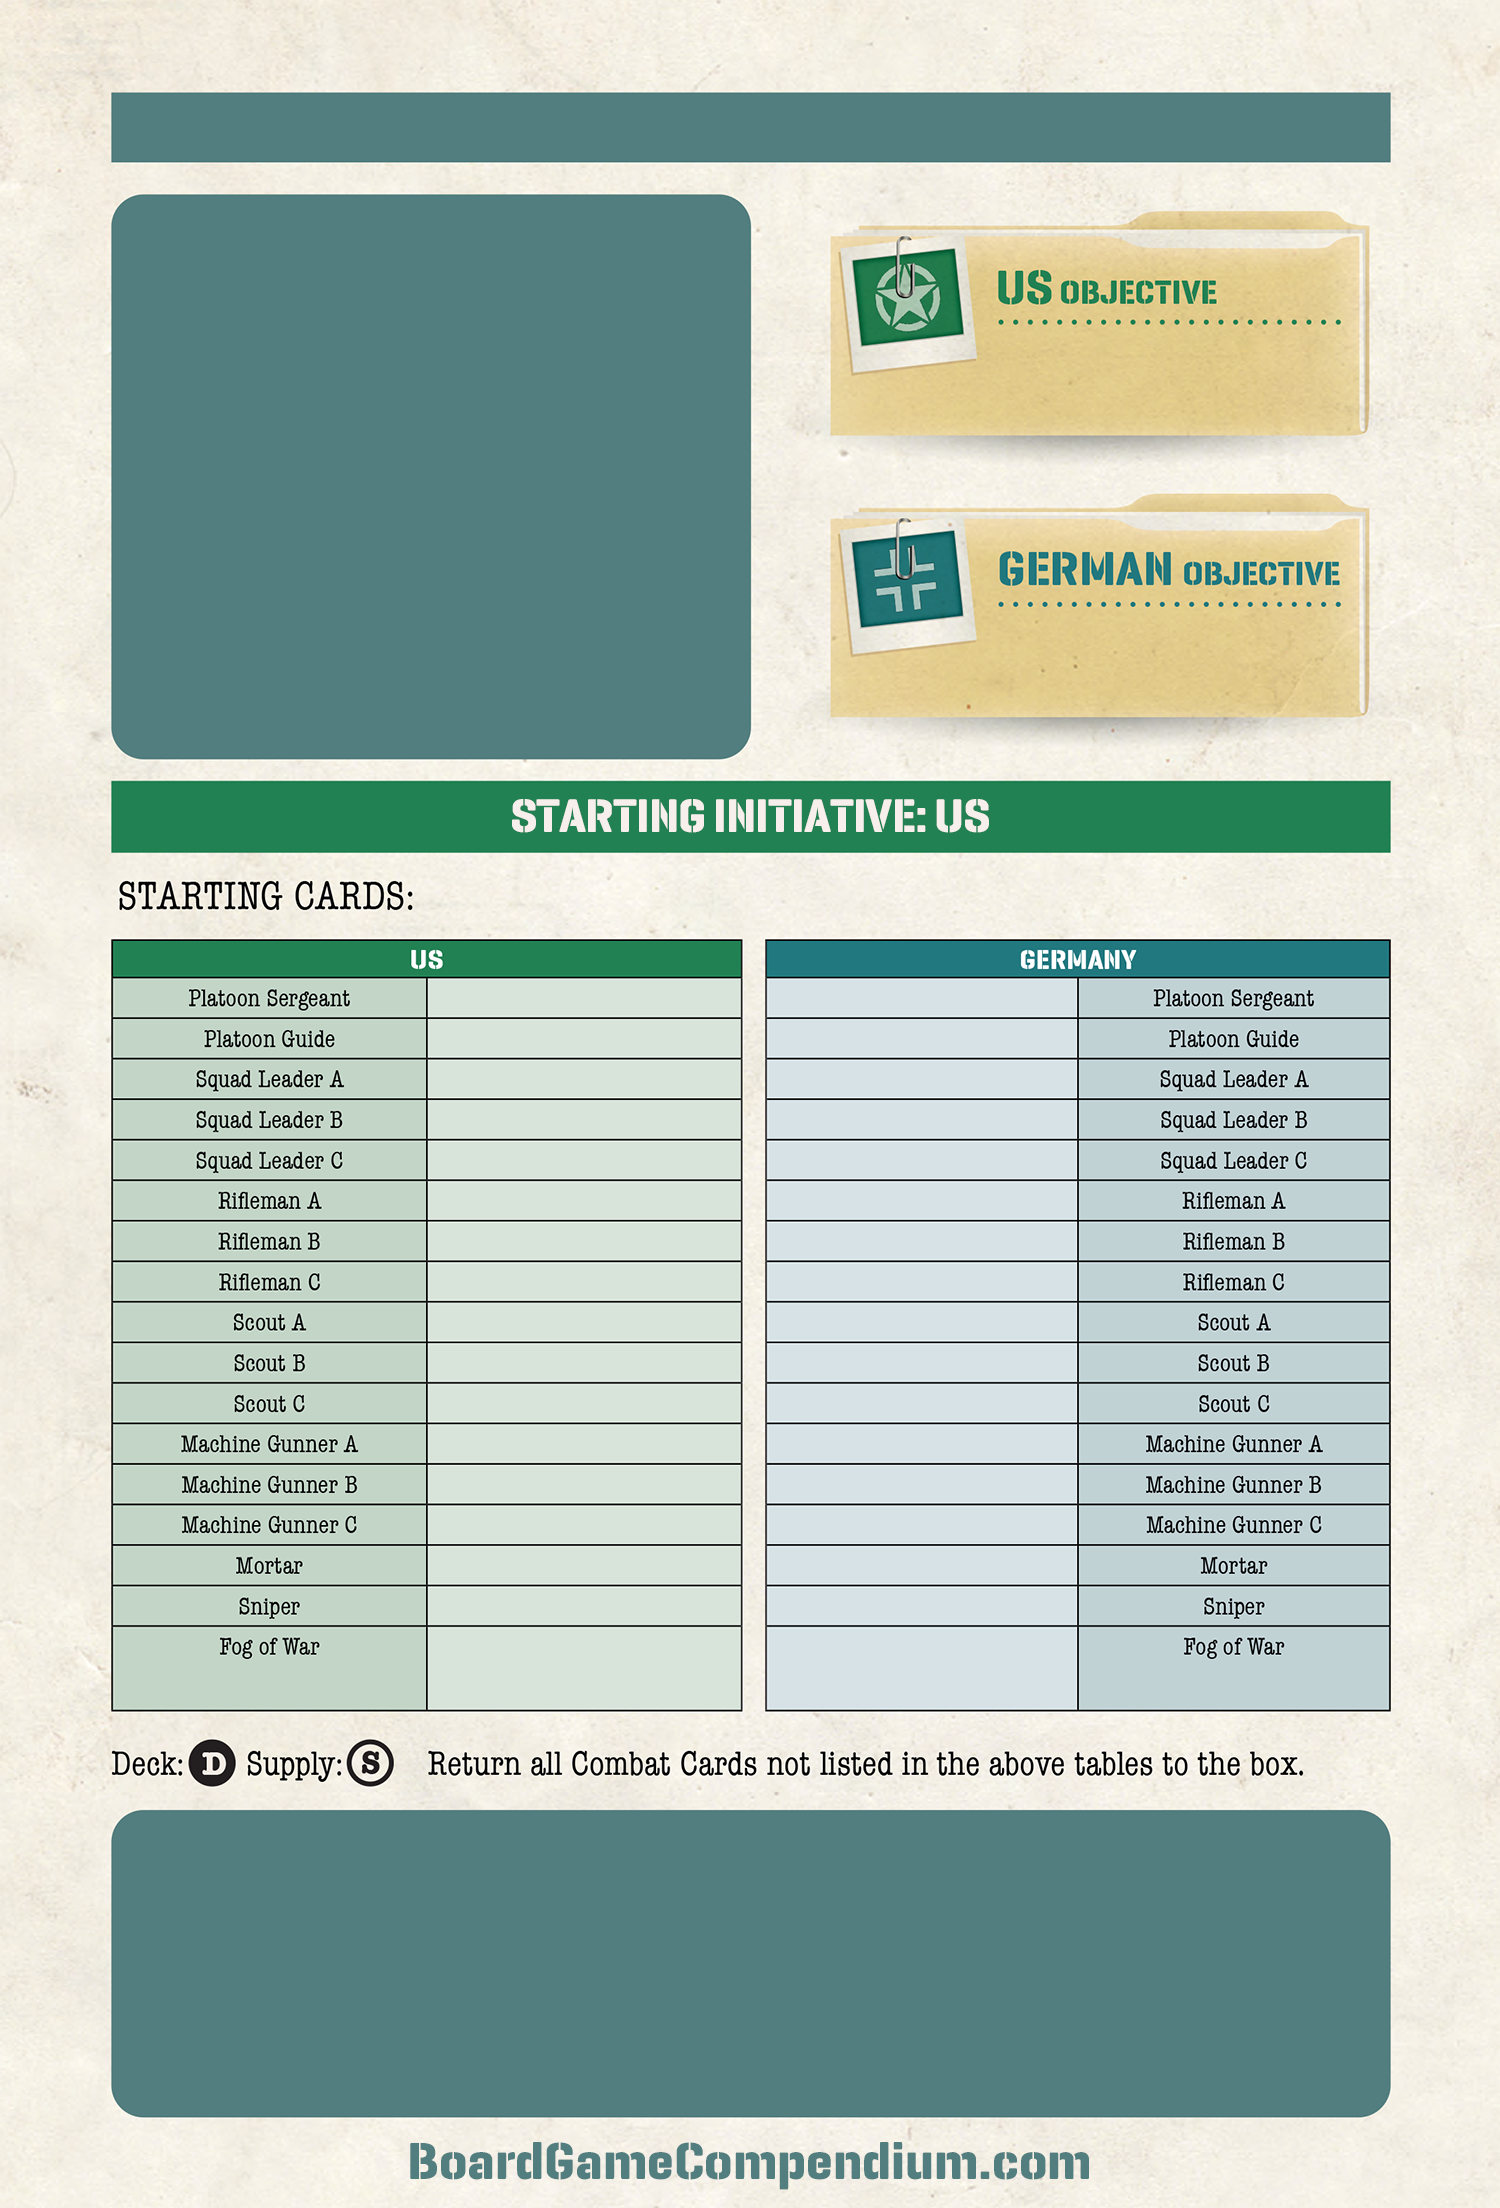 US OBJECTIVE
GERMAN OBJECTIVE
STARTING INITIATIVE: US
STARTING CARDS:
US
Platoon Sergeant
Platoon Guide
Squad Leader A
Squad Leader B
Squad Leader C
Rifleman A
Rifleman B
Rifleman C
Scout A
Scout B
Scout C
Machine Gunner A
Machine Gunner B
Machine Gunner C
Mortar
Sniper
Fog of War
GERMANY
Platoon Sergeant
Platoon Guide
Squad Leader A
Squad Leader B
Squad Leader C
Rifleman A
Rifleman B
Rifleman C
Scout A
Scout B
Scout C
Machine Gunner A
Machine Gunner B
Machine Gunner C
Mortar
Sniper
Fog of War
Deck: D Supply: S Return all Combat Cards not listed in the above tables to the box.
BoardGameCompendium.com